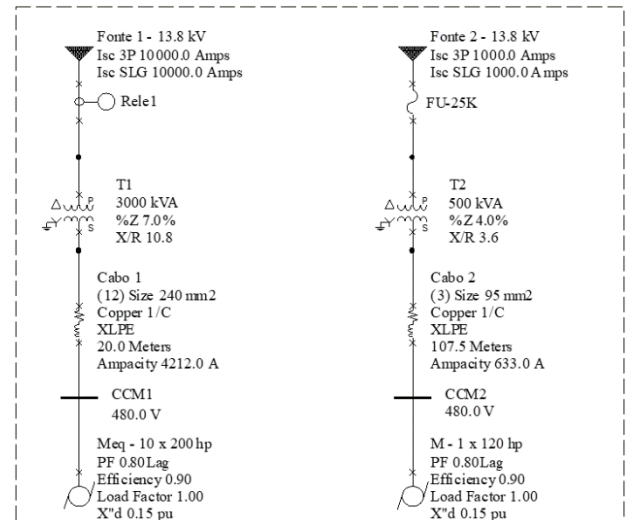 Fonte 1 - 13.8 kV
Isc 3P 10000.0 Amps
Isc SLG 10000.0 Amps
Rele1
P
S
T1
3000 kVA
%Z 7.0%
X/R 10.8
Cabo 1
(12) Size 240 mm2
Copper 1/C
XLPE
20.0 Meters
Ampacity 4212.0 A
CCM1
480.0 V
Meq - 10 x 200 hp
PF 0.80 Lag
Efficiency 0.90
Load Factor 1.00
X"d 0.15 pu
Fonte 2 - 13.8 kV
Isc 3P 1000.0 Amps
Isc SLG 1000.0 Amps
FU-25K
P
S
T2
500 kVA
%Z 4.0%
X/R 3.6
Cabo 2
(3) Size 95 mm2
Copper 1/C
XLPE
107.5 Meters
Ampacity 633.0 A
CCM2
480.0 V
M - 1 x 120 hp
PF 0.80 Lag
Efficiency 0.90
Load Factor 1.00
X"d 0.15 pu